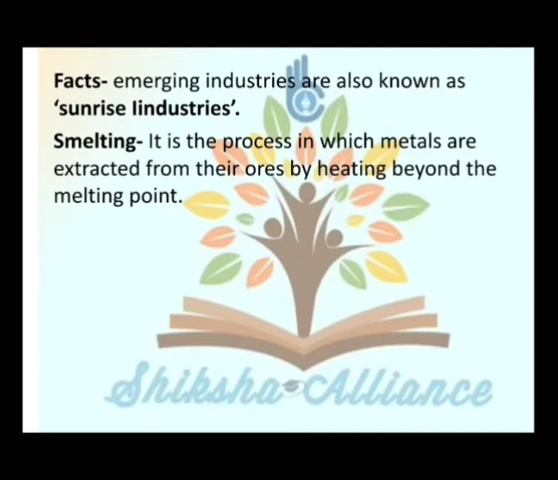 Facts- emerging industries are also known as
‘sunrise Iindustries’.
Smelting- It is the process in which metals are
extracted from their ores by heating beyond the
melting point.
Shiksha Alliance